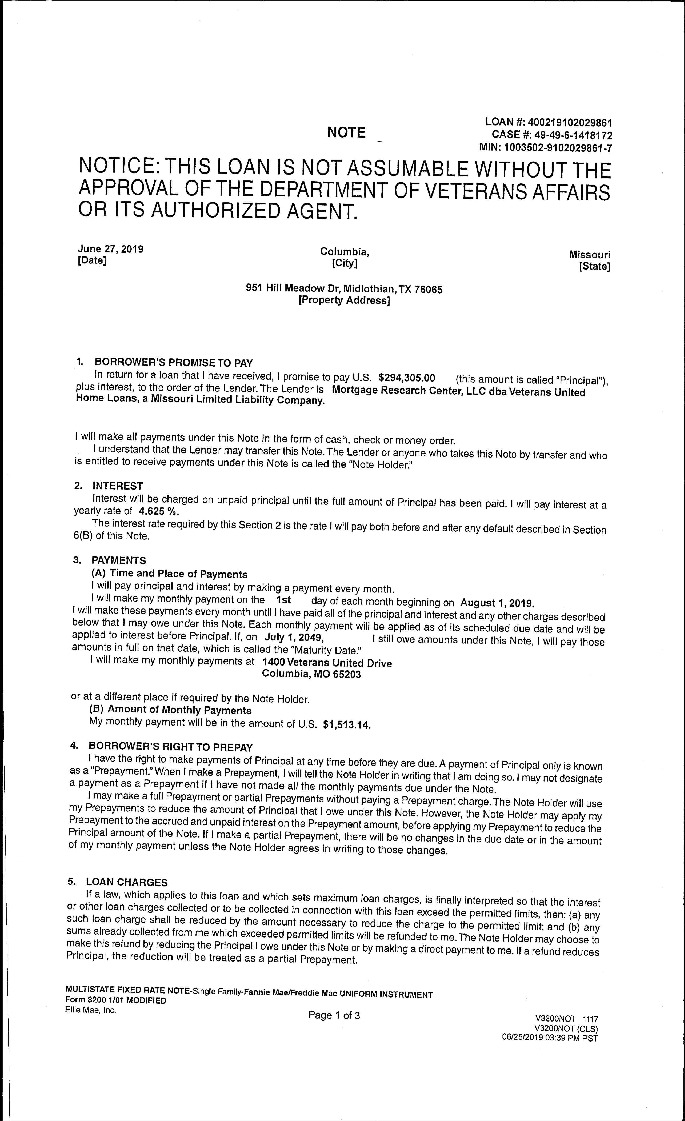 LOAN #: 400219102029861
NOTE
CASE #: 49-49-6-1418172
MIN: 1003502-9102029861-7
NOTICE: THIS LOAN IS NOT ASSUMABLE WITHOUT THE
APPROVAL OF THE DEPARTMENT OF VETERANS AFFAIRS
OR ITS AUTHORIZED AGENT.
June 27, 2019 Columbia, Missouri
[Date] [City] [State]
951 Hill Meadow Dr, Midlothian, TX 76065
[Property Address]
1. BORROWER'S PROMISE TO PAY
In return for a loan that I have received, I promise to pay U.S. $294,305.00 (this amount is called "Principal"),
plus interest, to the order of the Lender. The Lender is Mortgage Research Center, LLC dba Veterans United
Home Loans, a Missouri Limited Liability Company.
I will make all payments under this Note in the form of cash, check or money order.
I understand that the Lender may transfer this Note. The Lender or anyone who takes this Note by transfer and who
is entitled to receive payments under this Note is called the "Note Holder."
2. INTEREST
Interest will be charged on unpaid principal until the full amount of Principal has been paid. I will pay interest at a
yearly rate of 4.625 %.
The interest rate required by this Section 2 is the rate I will pay both before and after any default described in Section
6(B) of this Note.
3. PAYMENTS
(A) Time and Place of Payments
I will pay principal and interest by making a payment every month.
I will make my monthly payment on the 1st day of each month beginning on August 1, 2019.
I will make these payments every month until I have paid all of the principal and interest and any other charges described
below that I may owe under this Note. Each monthly payment will be applied as of its scheduled due date and will be
applied to interest before Principal. If, on July 1, 2049, I still owe amounts under this Note, I will pay those
amounts in full on that date, which is called the "Maturity Date."
I will make my monthly payments at 1400 Veterans United Drive
Columbia, MO 65203
or at a different place if required by the Note Holder.
(B) Amount of Monthly Payments
My monthly payment will be in the amount of U.S. $1,513.14.
4. BORROWER'S RIGHT TO PREPAY
I have the right to make payments of Principal at any time before they are due. A payment of Principal only is known
as a "Prepayment." When I make a Prepayment, I will tell the Note Holder in writing that I am doing so. I may not designate
a payment as a Prepayment if I have not made all the monthly payments due under the Note.
I may make a full Prepayment or partial Prepayments without paying a Prepayment charge. The Note Holder will use
my Prepayments to reduce the amount of Principal that I owe under this Note. However, the Note Holder may apply my
Prepayment to the accrued and unpaid interest on the Prepayment amount, before applying my Prepayment to reduce the
Principal amount of the Note. If I make a partial Prepayment, there will be no changes in the due date or in the amount
of my monthly payment unless the Note Holder agrees in writing to those changes.
5. LOAN CHARGES
If a law, which applies to this loan and which sets maximum loan charges, is finally interpreted so that the interest
or other loan charges collected or to be collected in connection with this loan exceed the permitted limits, then: (a) any
such loan charge shall be reduced by the amount necessary to reduce the charge to the permitted limit; and (b) any
sums already collected from me which exceeded permitted limits will be refunded to me. The Note Holder may choose to
make this refund by reducing the Principal I owe under this Note or by making a direct payment to me. If a refund reduces
Principal, the reduction will be treated as a partial Prepayment.
MULTISTATE FIXED RATE NOTE-Single Family-Fannie Mae/Freddie Mac UNIFORM INSTRUMENT
Form 3200 1/01 MODIFIED
Ellie Mae, Inc.
Page 1 of 3
V3200NOT 1117
V3200NOT (CLS)
06/25/2019 03:39 PM PST